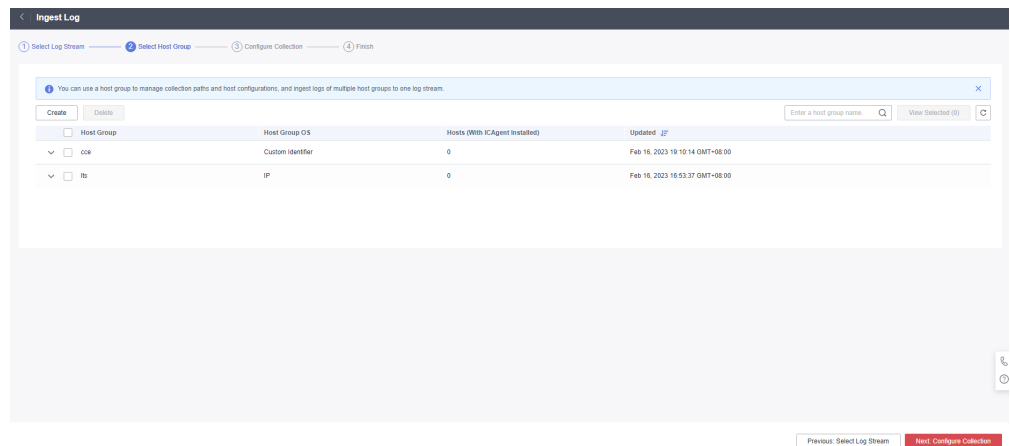 Ingest Log
1 Select Log Stream 2 Select Host Group 3 Configure Collection 4 Finish
You can use a host group to manage collection paths and host configurations, and ingest logs of multiple host groups to one log stream.
Create Delete Enter a host group name. View Selected (0)
Host Group Host Group OS Hosts (With ICAgent Installed) Updated
cce Custom Identifier 0 Feb 16, 2023 19:10:14 GMT+08:00
lts IP 0 Feb 16, 2023 16:53:37 GMT+08:00
Previous: Select Log Stream Next: Configure Collection